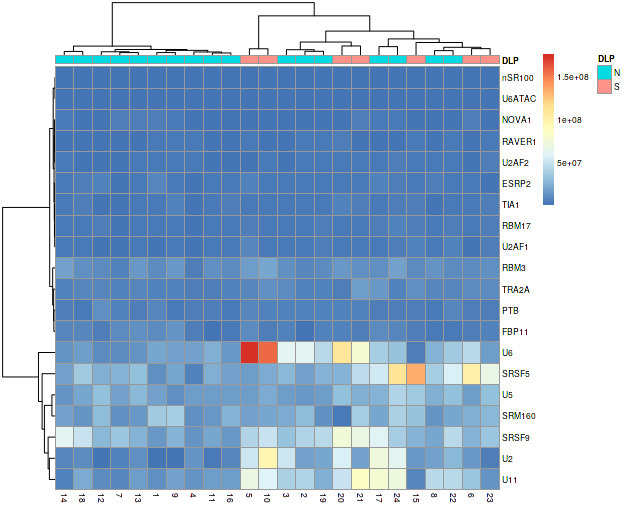 DLP
DLP
N
S
1.5e+08
1e+08
5e+07
nSR100
U6ATAC
NOVA1
RAVER1
U2AF2
ESRP2
TIA1
RBM17
U2AF1
RBM3
TRA2A
PTB
FBP11
U6
SRSF5
U5
SRM160
SRSF9
U2
U11
14 18 12 7 13 1 9 4 11 16 5 10 3 2 19 20 21 17 24 15 8 22 6 23